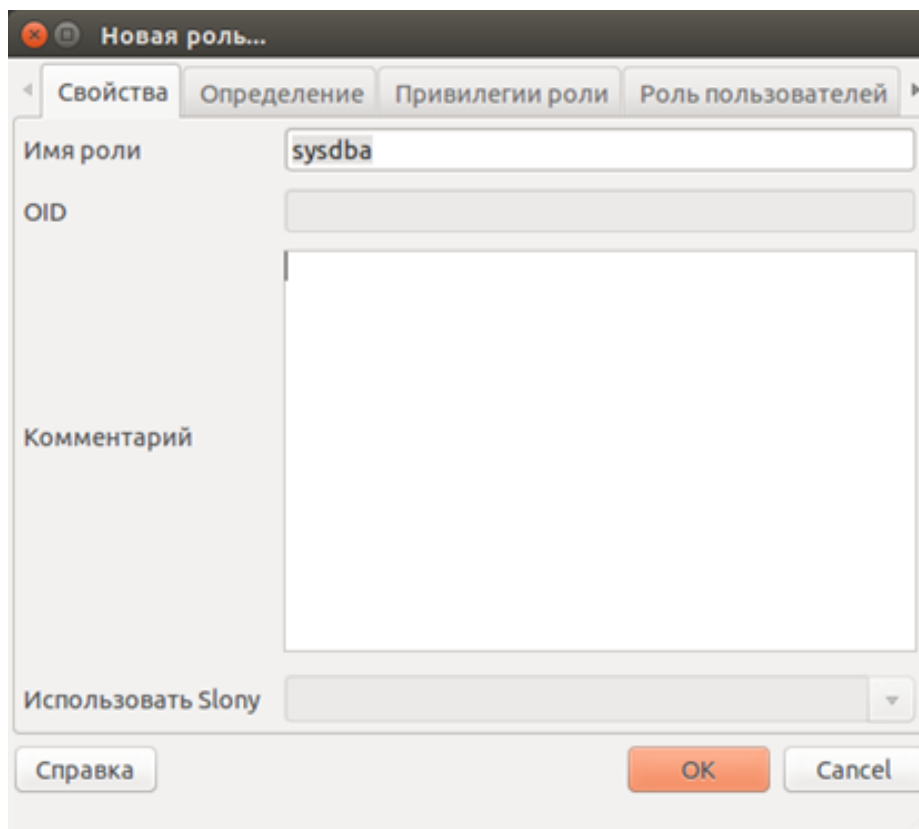 Новая роль...
Свойства Определение Привилегии роли Роль пользователей
Имя роли sysdba
OID
Комментарий
Использовать Slony
Справка OK Cancel